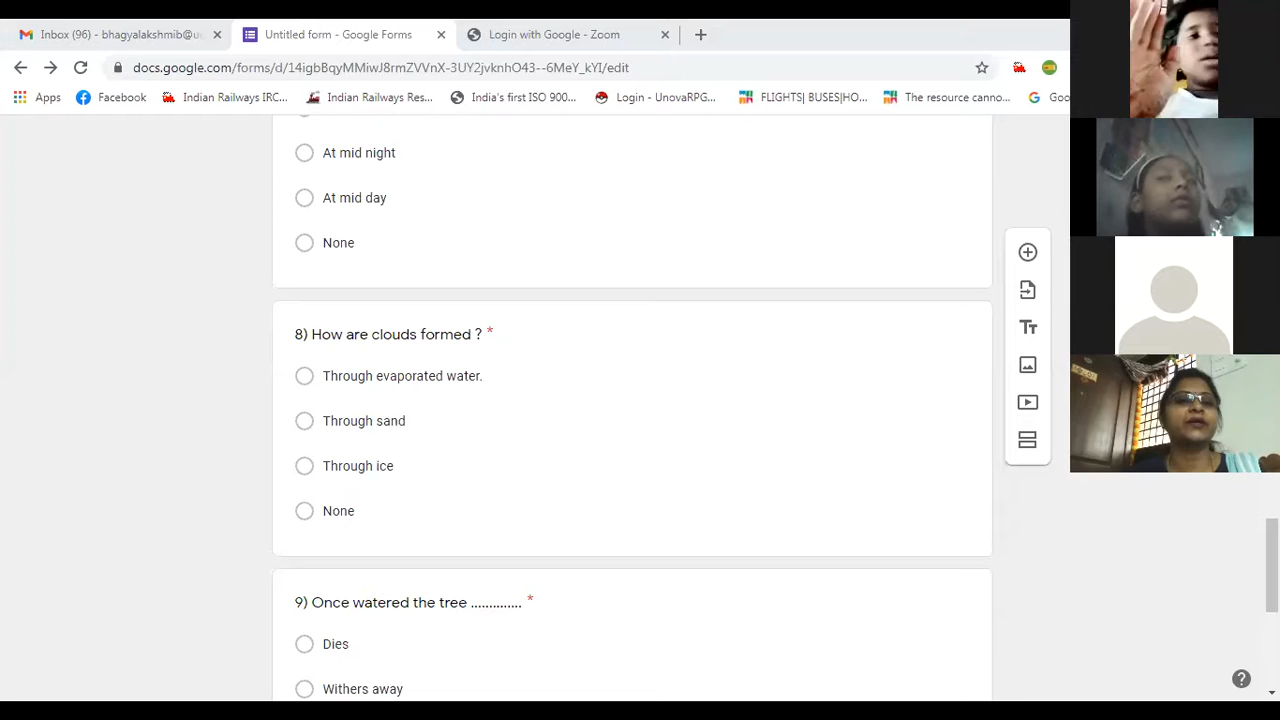 Inbox (96) - bhagyalakshmib@u
Untitled form - Google Forms
Login with Google - Zoom
docs.google.com/forms/d/14igbBqyMMiwJ8rmZVVnX-3UY2jvknhO43--6MeY_kYI/edit
Apps
Facebook
Indian Railways IRC...
Indian Railways Res...
India's first ISO 900...
Login - UnovaRPG...
FLIGHTS| BUSES|HO...
The resource canno...
Goo
At mid night
At mid day
None
8) How are clouds formed ? *
Through evaporated water.
Through sand
Through ice
None
9) Once watered the tree .............. *
Dies
Withers away